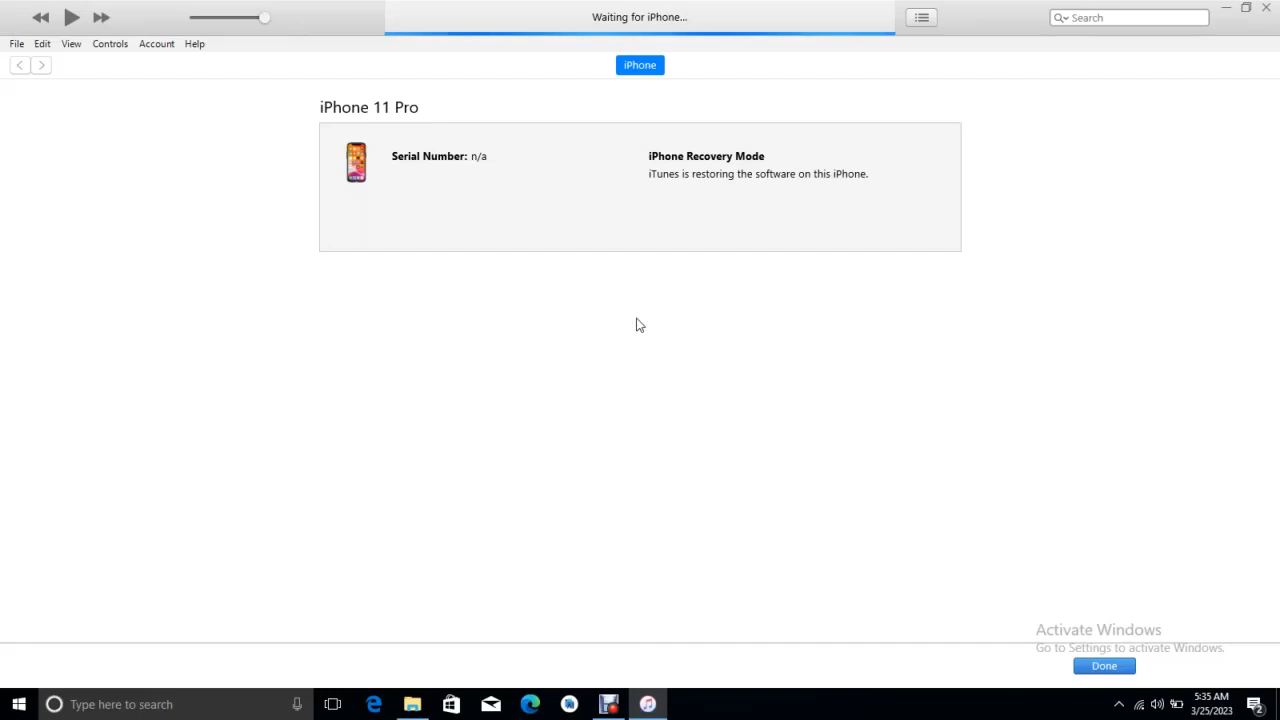 Waiting for iPhone...
Search
File Edit View Controls Account Help
iPhone
iPhone 11 Pro
Serial Number: n/a
iPhone Recovery Mode
iTunes is restoring the software on this iPhone.
Activate Windows
Go to Settings to activate Windows.
Done
Type here to search
5:35 AM
3/25/2023
2